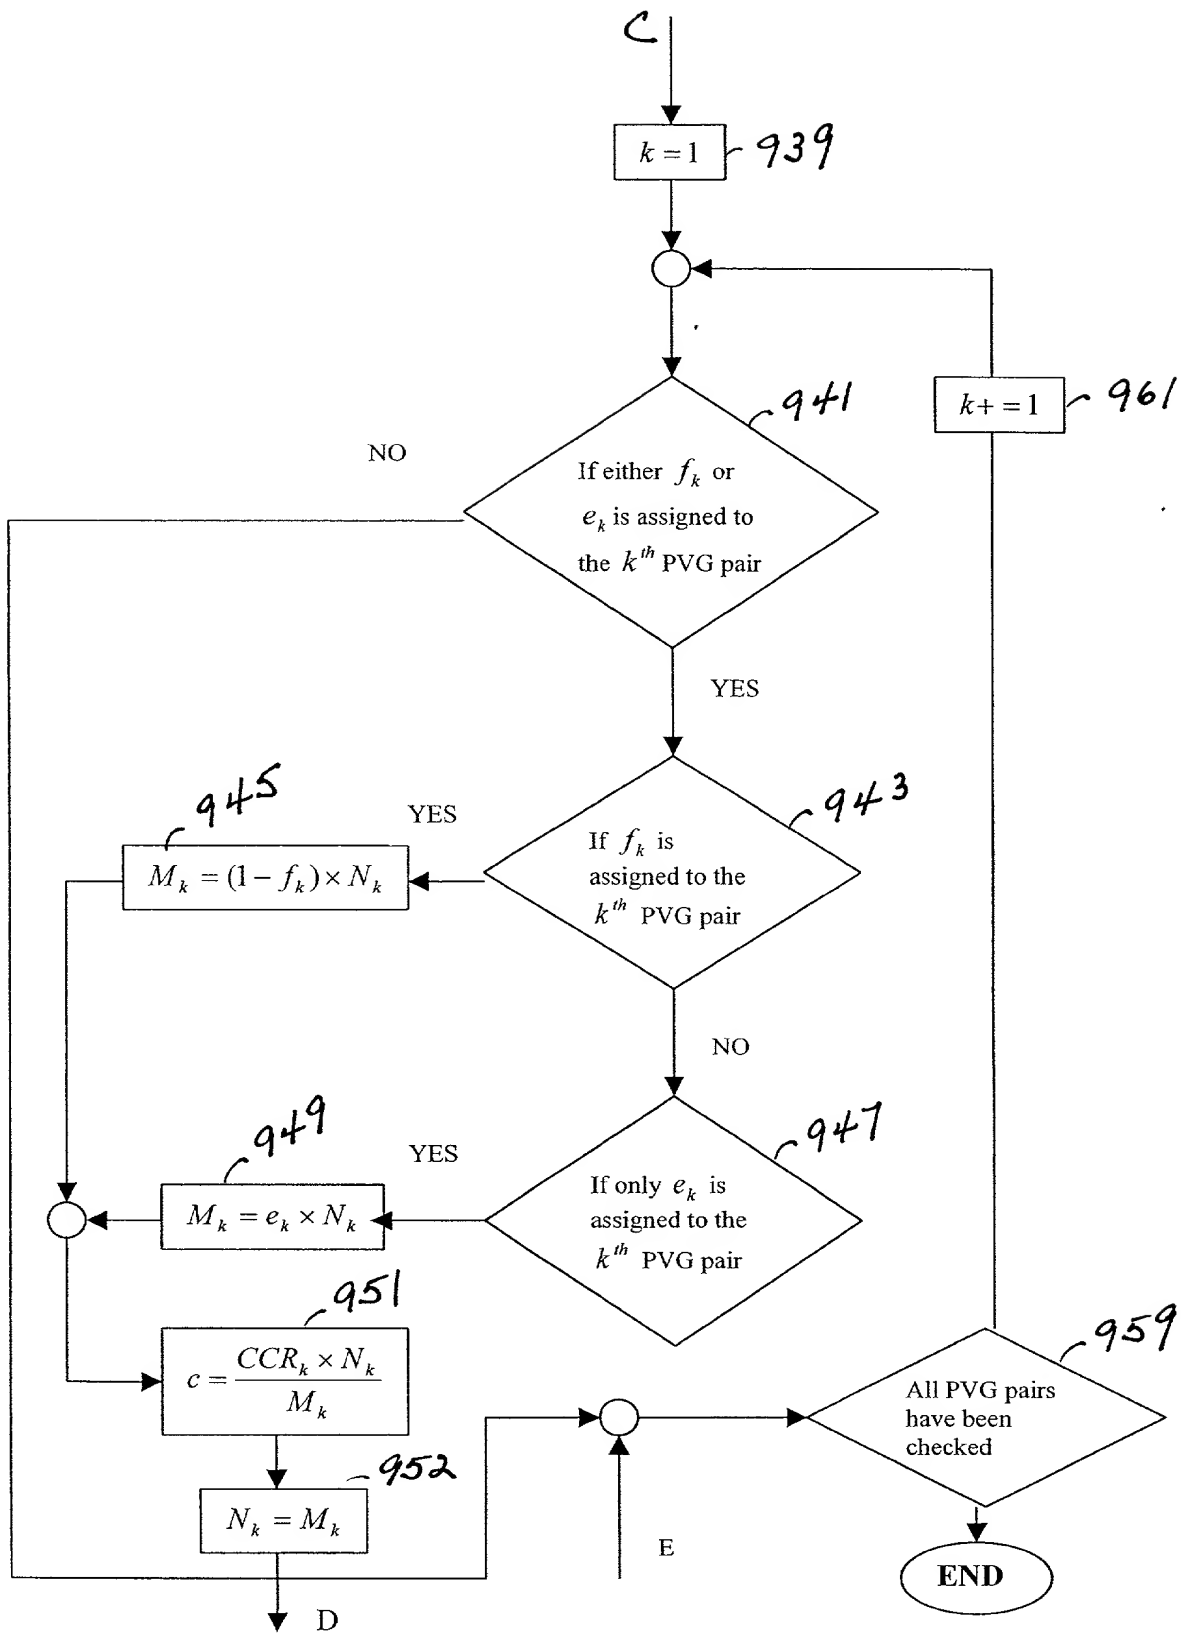 C
k = 1
939
961
k+ = 1
941
NO
If either f_k or
e_k is assigned to
the k^th PVG pair
YES
943
945
YES
M_k = (1 − f_k) × N_k
If f_k is
assigned to the
k^th PVG pair
NO
947
949
YES
M_k = e_k × N_k
If only e_k is
assigned to the
k^th PVG pair
951
c = CCR_k × N_k / M_k
959
All PVG pairs
have been
checked
952
N_k = M_k
E
END
D